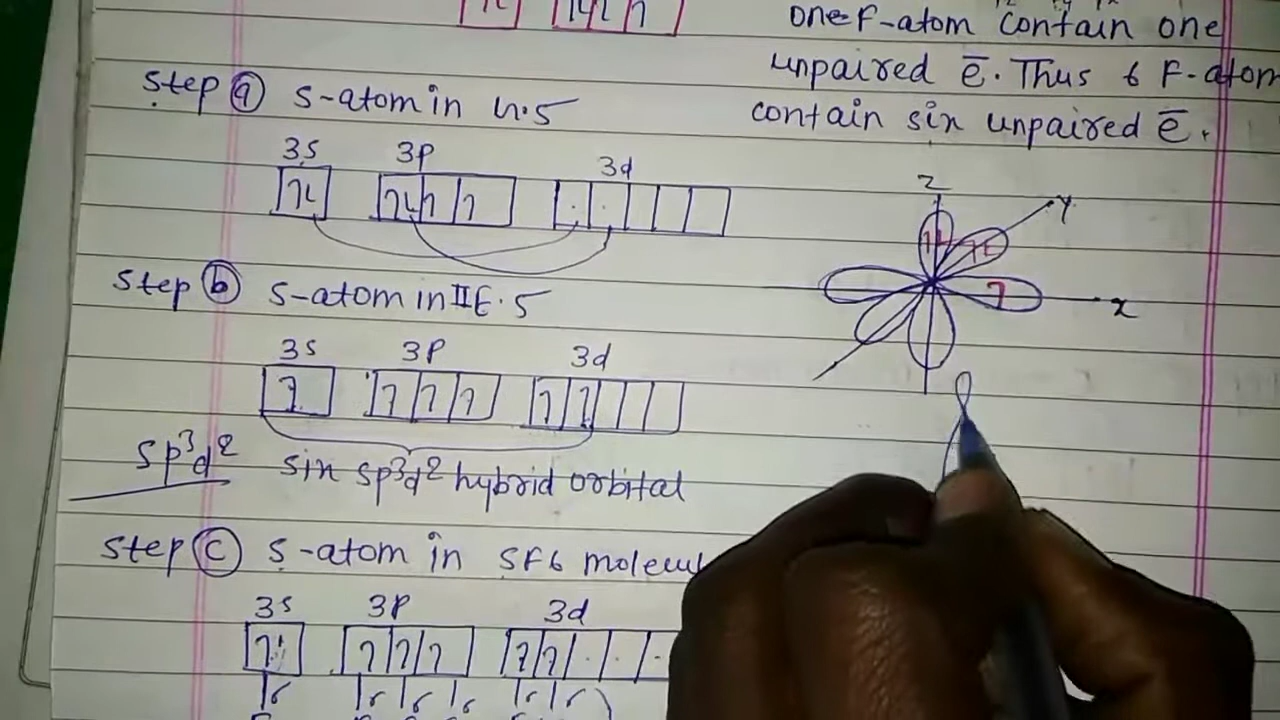 one F-atom contain one
unpaired e̅. Thus 6 F-atom
contain six unpaired e̅.
Step (a) S-atom in G.S
3s 3p 3d
Z
Y
X
Step (b) S-atom in II E.S
3s 3p 3d
sp³d² six sp³d² hybrid orbital
Step (c) S-atom in SF6 molecul
3s 3p 3d